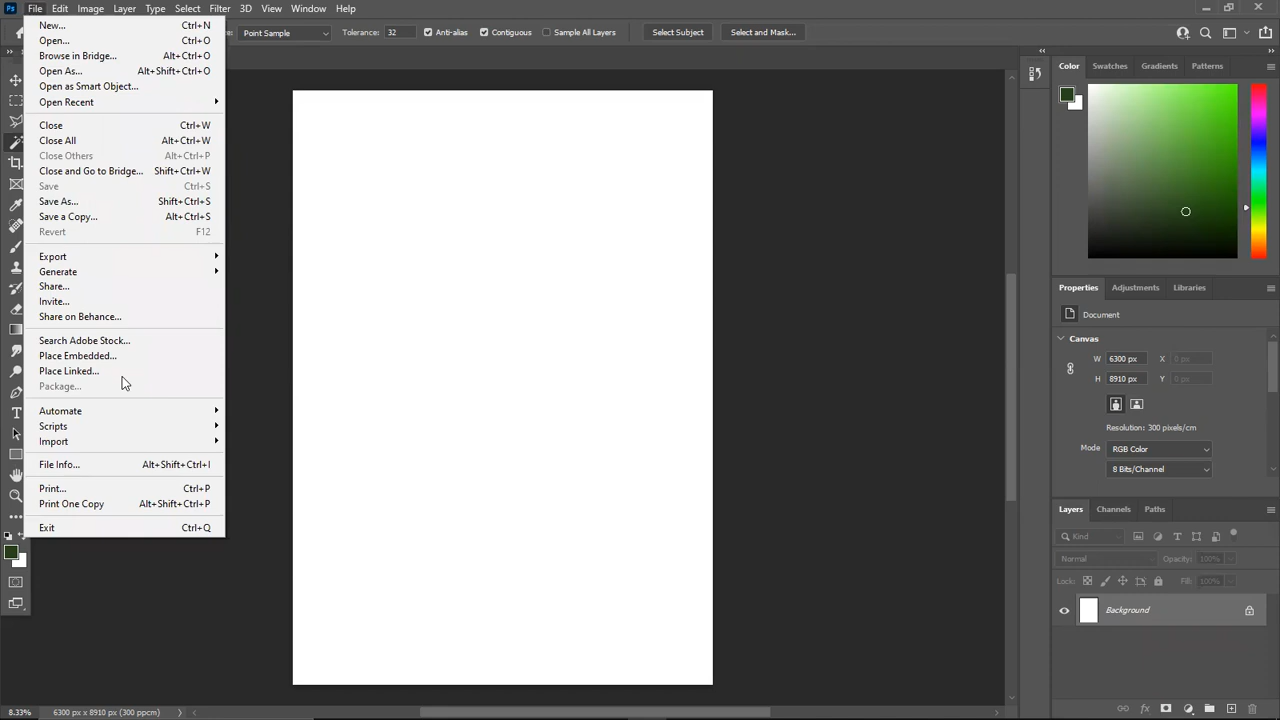 Ps File Edit Image Layer Type Select Filter 3D View Window Help
Point Sample Tolerance: 32 Anti-alias Contiguous Sample All Layers Select Subject Select and Mask...
New... Ctrl+N
Open... Ctrl+O
Browse in Bridge... Alt+Ctrl+O
Open As... Alt+Shift+Ctrl+O
Open as Smart Object...
Open Recent
Close Ctrl+W
Close All Alt+Ctrl+W
Close Others Alt+Ctrl+P
Close and Go to Bridge... Shift+Ctrl+W
Save Ctrl+S
Save As... Shift+Ctrl+S
Save a Copy... Alt+Ctrl+S
Revert F12
Export
Generate
Share...
Invite...
Share on Behance...
Search Adobe Stock...
Place Embedded...
Place Linked...
Package...
Automate
Scripts
Import
File Info... Alt+Shift+Ctrl+I
Print... Ctrl+P
Print One Copy Alt+Shift+Ctrl+P
Exit Ctrl+Q
Color Swatches Gradients Patterns
Properties Adjustments Libraries
Document
Canvas
W 6300 px X 0 px
H 8910 px Y 0 px
Resolution: 300 pixels/cm
Mode RGB Color
8 Bits/Channel
Layers Channels Paths
Kind
Normal Opacity: 100%
Lock: Fill: 100%
Background
8.33% 6300 px x 8910 px (300 ppcm)